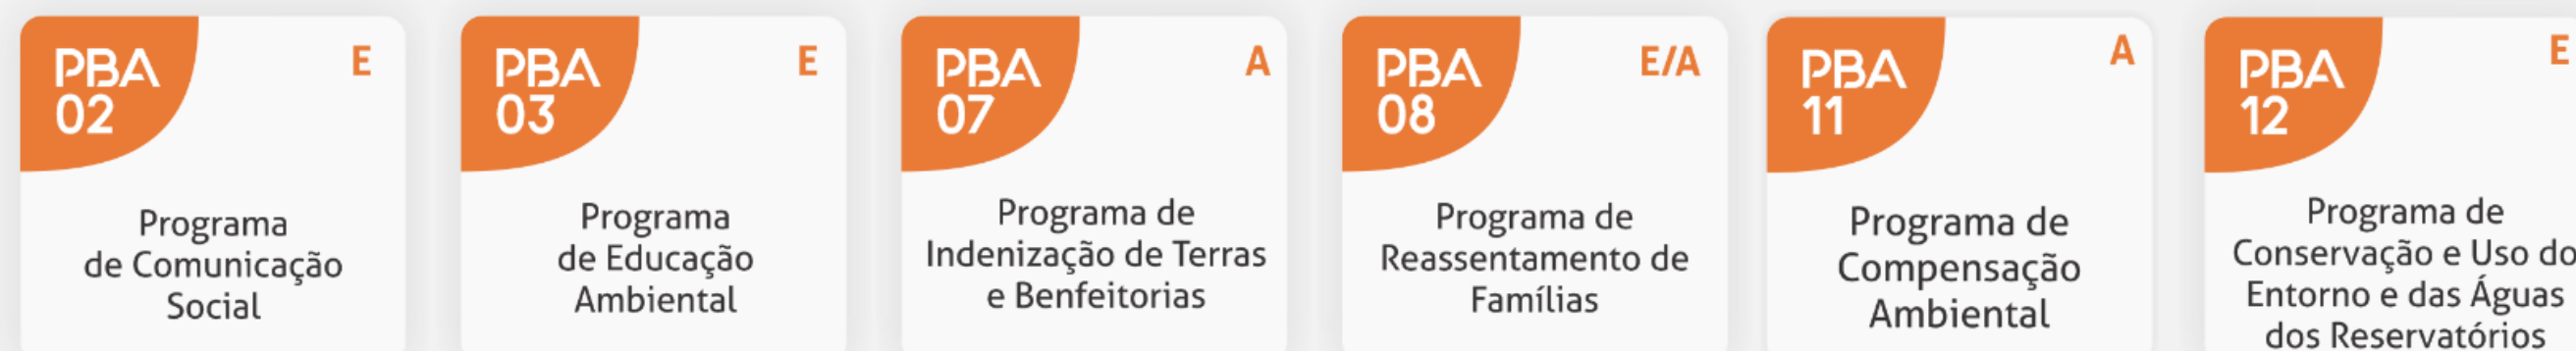 PBA
02
E
Programa
de Comunicação
Social
PBA
03
E
Programa
de Educação
Ambiental
PBA
07
A
Programa de
Indenização de Terras
e Benfeitorias
PBA
08
E/A
Programa de
Reassentamento de
Famílias
PBA
11
A
Programa de
Compensação
Ambiental
PBA
12
E
Programa de
Conservação e Uso do
Entorno e das Águas
dos Reservatórios